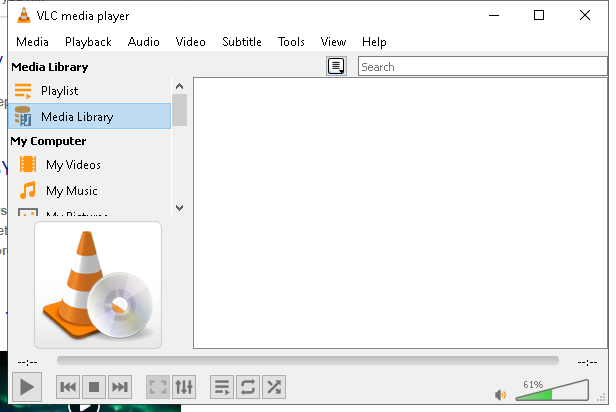 VLC media player
Media Playback Audio Video Subtitle Tools View Help
Media Library
Search
Playlist
Media Library
My Computer
My Videos
My Music
My Pictures
--:-- --:--
61%